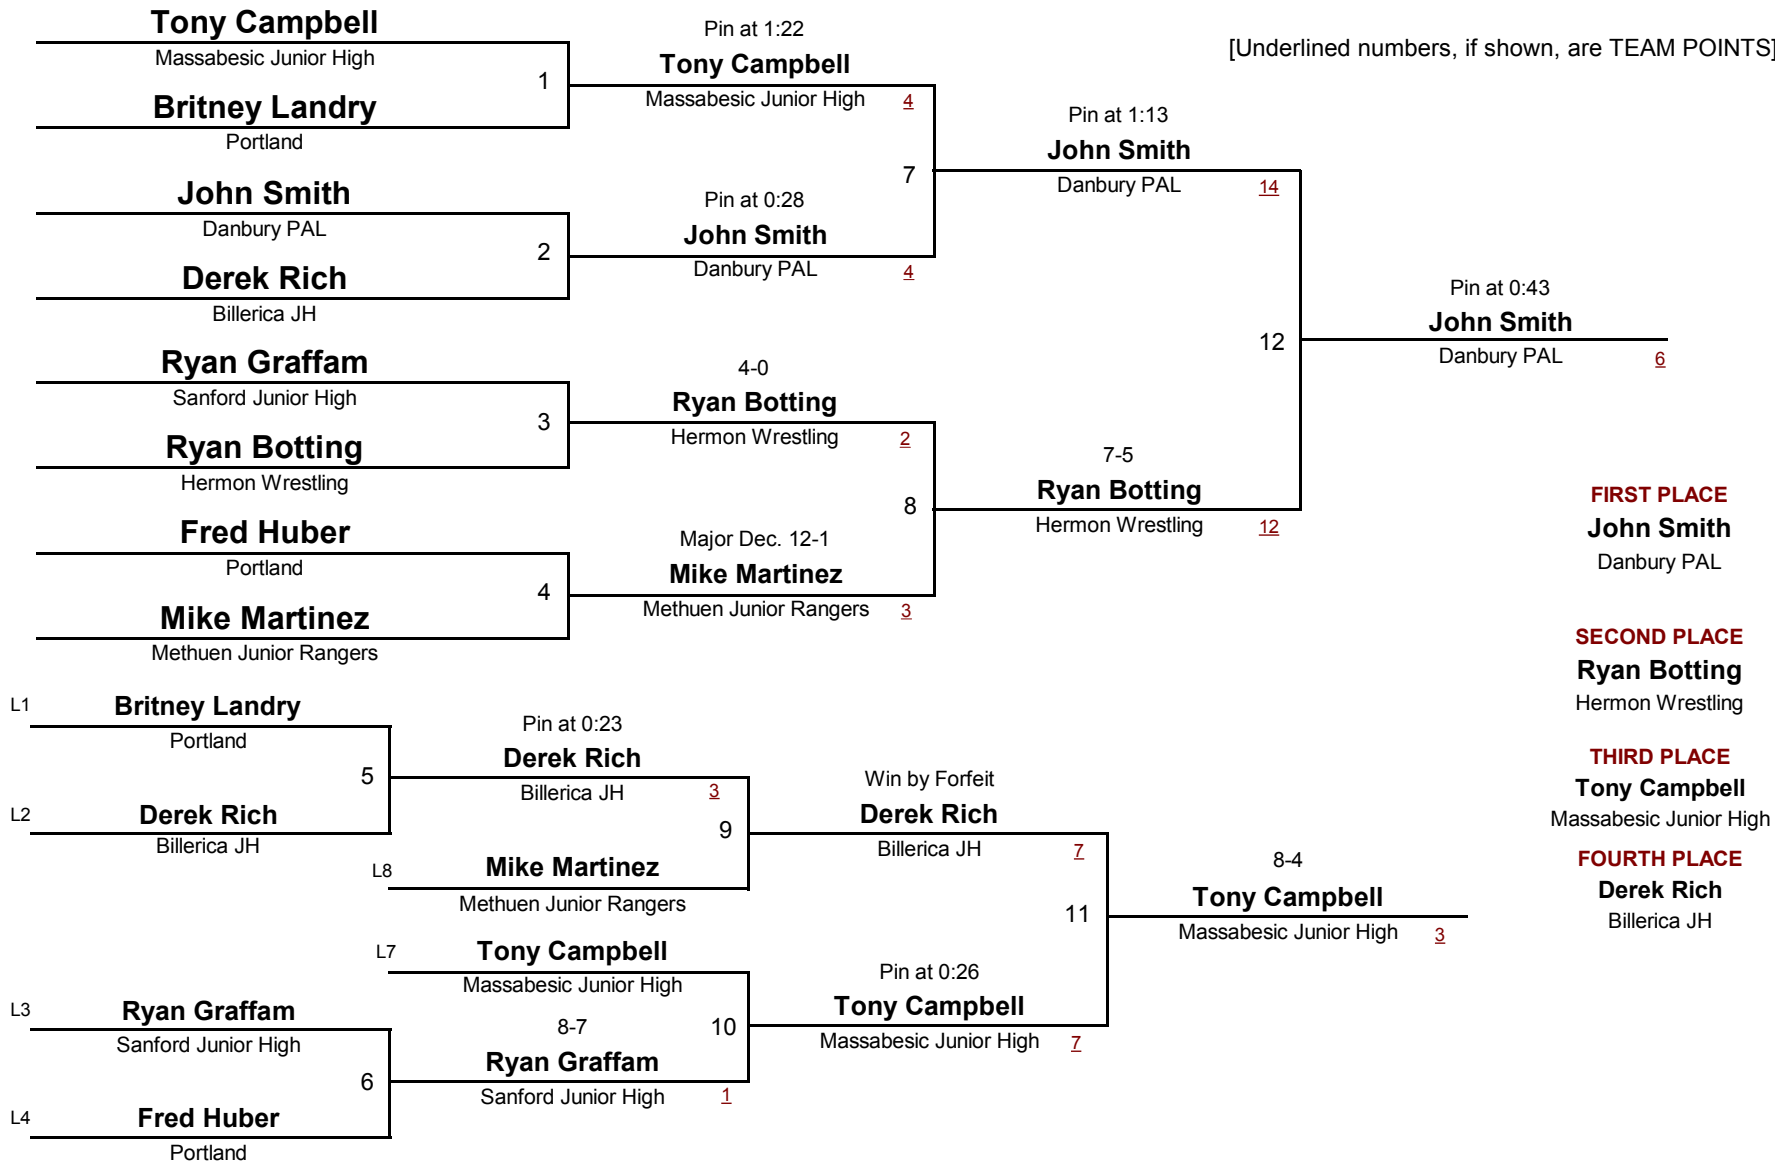 Tony Campbell
Massabesic Junior High
1
Britney Landry
Portland
John Smith
Danbury PAL
2
Derek Rich
Billerica JH
Ryan Graffam
Sanford Junior High
3
Ryan Botting
Hermon Wrestling
Fred Huber
Portland
4
Mike Martinez
Methuen Junior Rangers
Pin at 1:22
Tony Campbell
Massabesic Junior High 4
7
Pin at 0:28
John Smith
Danbury PAL 4
4-0
Ryan Botting
Hermon Wrestling 2
8
Major Dec. 12-1
Mike Martinez
Methuen Junior Rangers 3
[Underlined numbers, if shown, are TEAM POINTS]
Pin at 1:13
John Smith
Danbury PAL 14
12
7-5
Ryan Botting
Hermon Wrestling 12
Pin at 0:43
John Smith
Danbury PAL 6
FIRST PLACE
John Smith
Danbury PAL
SECOND PLACE
Ryan Botting
Hermon Wrestling
THIRD PLACE
Tony Campbell
Massabesic Junior High
FOURTH PLACE
Derek Rich
Billerica JH
L1 Britney Landry
Portland
5
L2 Derek Rich
Billerica JH
L3 Ryan Graffam
Sanford Junior High
6
L4 Fred Huber
Portland
Pin at 0:23
Derek Rich
Billerica JH 3
9
L8 Mike Martinez
Methuen Junior Rangers
L7 Tony Campbell
Massabesic Junior High
8-7 10
Ryan Graffam
Sanford Junior High 1
Win by Forfeit
Derek Rich
Billerica JH 7
11
Pin at 0:26
Tony Campbell
Massabesic Junior High 7
8-4
Tony Campbell
Massabesic Junior High 3